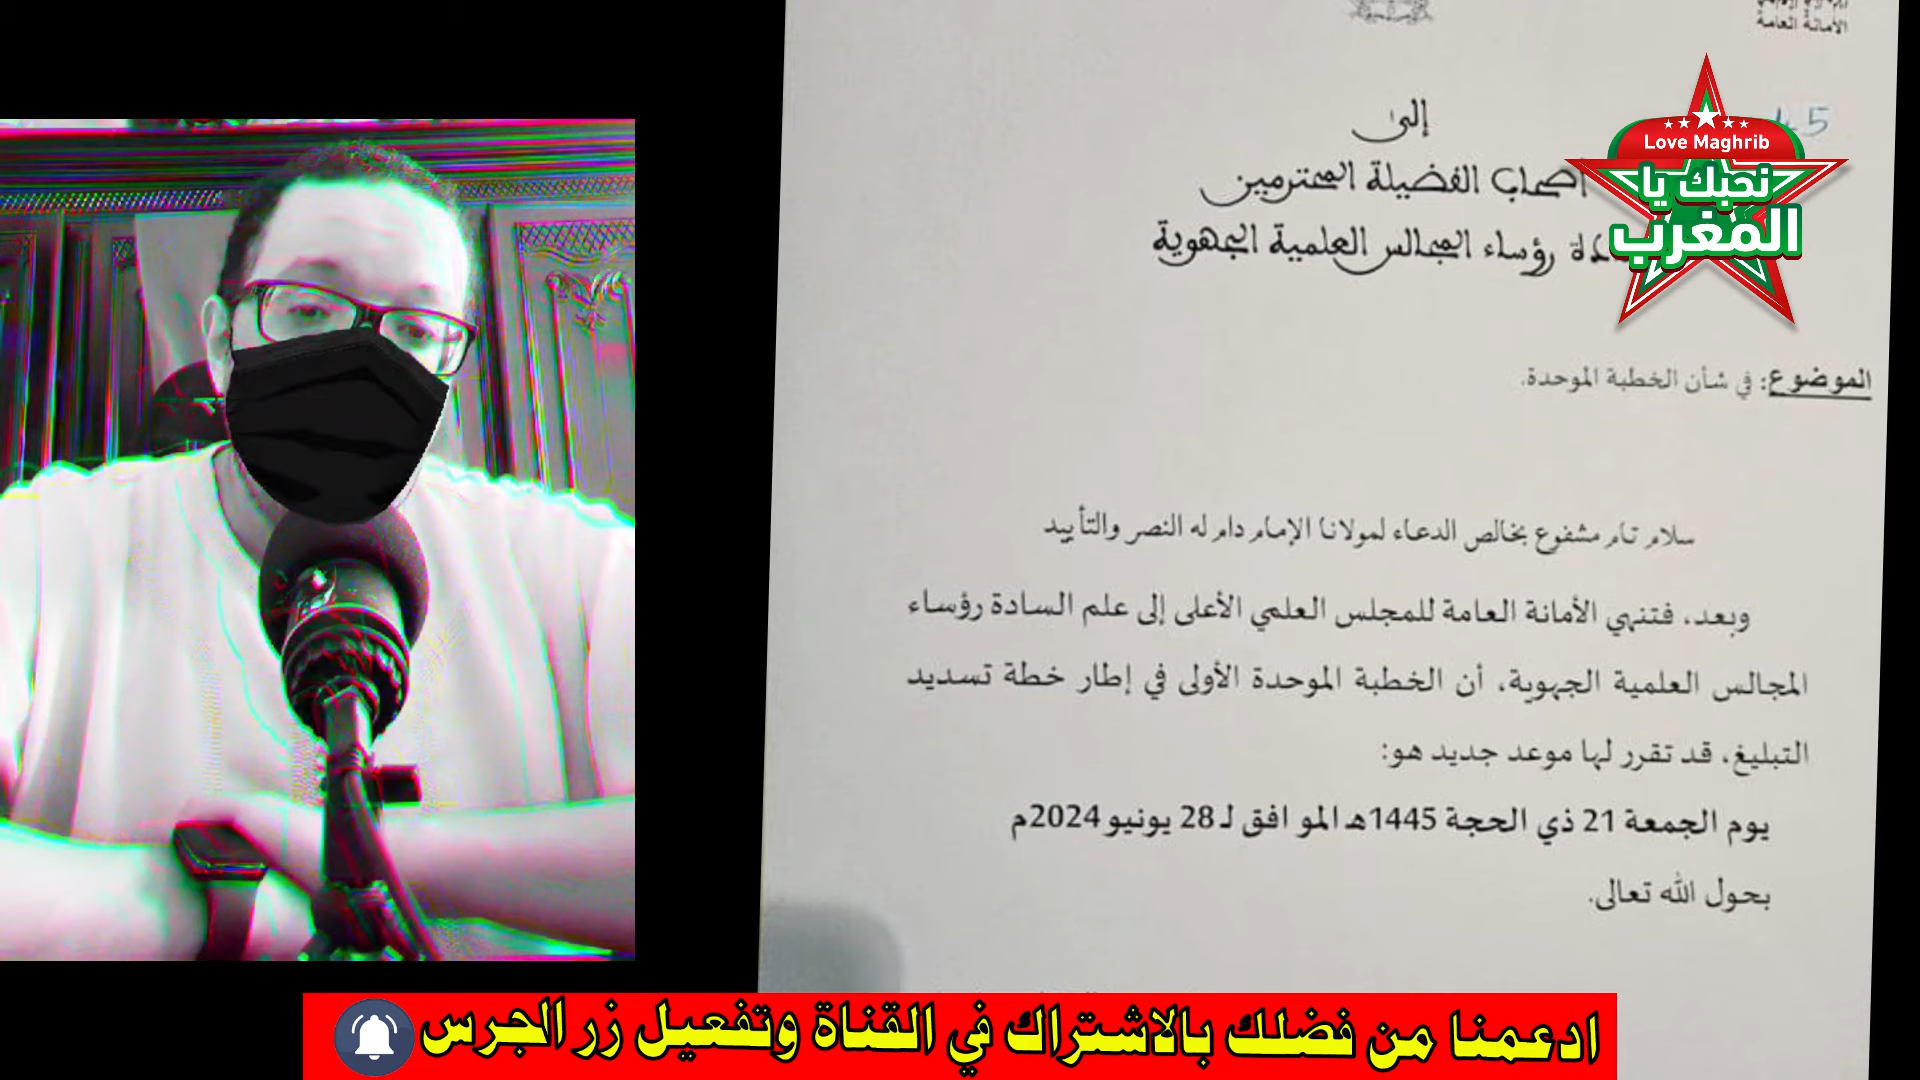 الأمانة العامة
45
إلى
أصحاب الفضيلة المحترمين
رؤساء المجالس العلمية الجهوية
Love Maghrib
نحبك يا
المغرب
الموضوع: في شأن الخطبة الموحدة.
سلام تام مشفوع بخالص الدعاء لمولانا الإمام دام له النصر والتأييد
وبعد، فتنهي الأمانة العامة للمجلس العلمي الأعلى إلى علم السادة رؤساء
المجالس العلمية الجهوية، أن الخطبة الموحدة الأولى في إطار خطة تسديد
التبليغ، قد تقرر لها موعد جديد هو:
يوم الجمعة 21 ذي الحجة 1445هـ الموافق لـ 28 يونيو 2024م
بحول الله تعالى.
ادعمنا من فضلك بالاشتراك في القناة وتفعيل زر الجرس